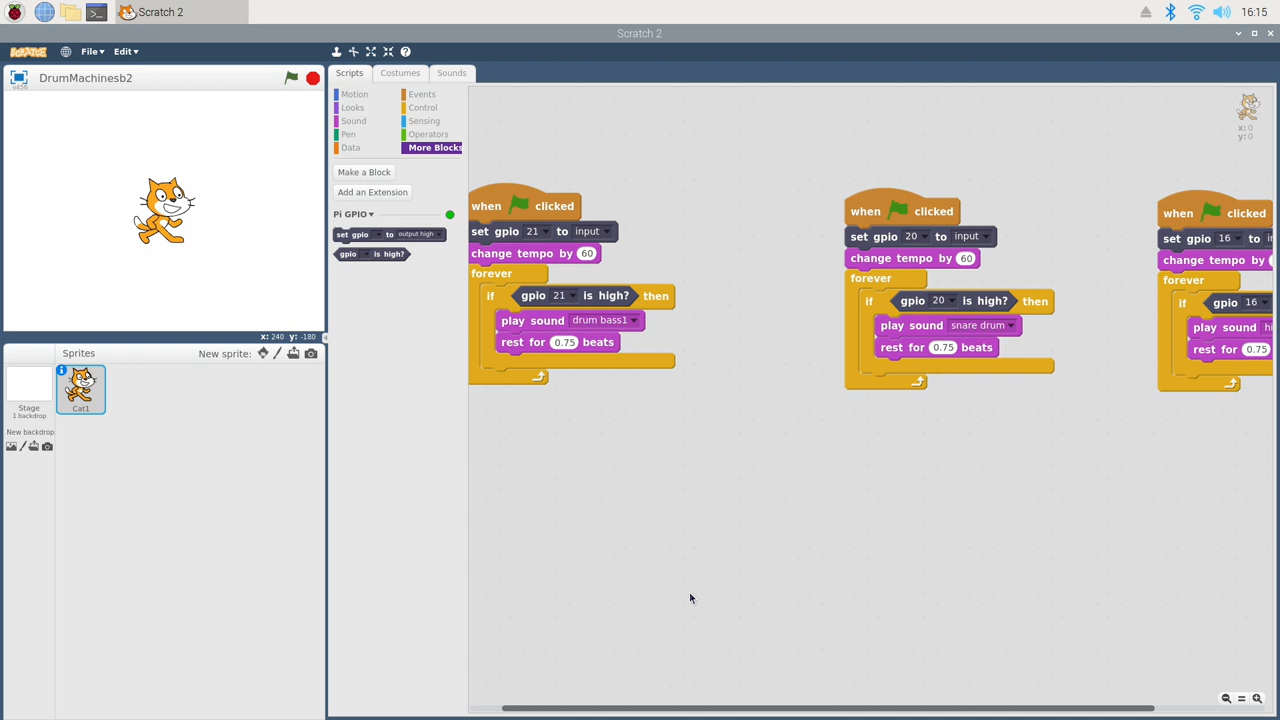 Scratch 2
16:15
Scratch 2
SCRATCH
File
Edit
DrumMachinesb2
v456
x: 240 y: -180
Sprites
New sprite:
Stage
1 backdrop
New backdrop
Cat1
Scripts
Costumes
Sounds
Motion
Events
Looks
Control
Sound
Sensing
Pen
Operators
Data
More Blocks
Make a Block
Add an Extension
Pi GPIO
set gpio to output high
gpio is high?
when clicked
set gpio 21 to input
change tempo by 60
forever
if gpio 21 is high? then
play sound drum bass1
rest for 0.75 beats
when clicked
set gpio 20 to input
change tempo by 60
forever
if gpio 20 is high? then
play sound snare drum
rest for 0.75 beats
when clicked
set gpio 16 to
change tempo by
forever
if gpio 16
play sound
rest for 0.75
x: 0
y: 0